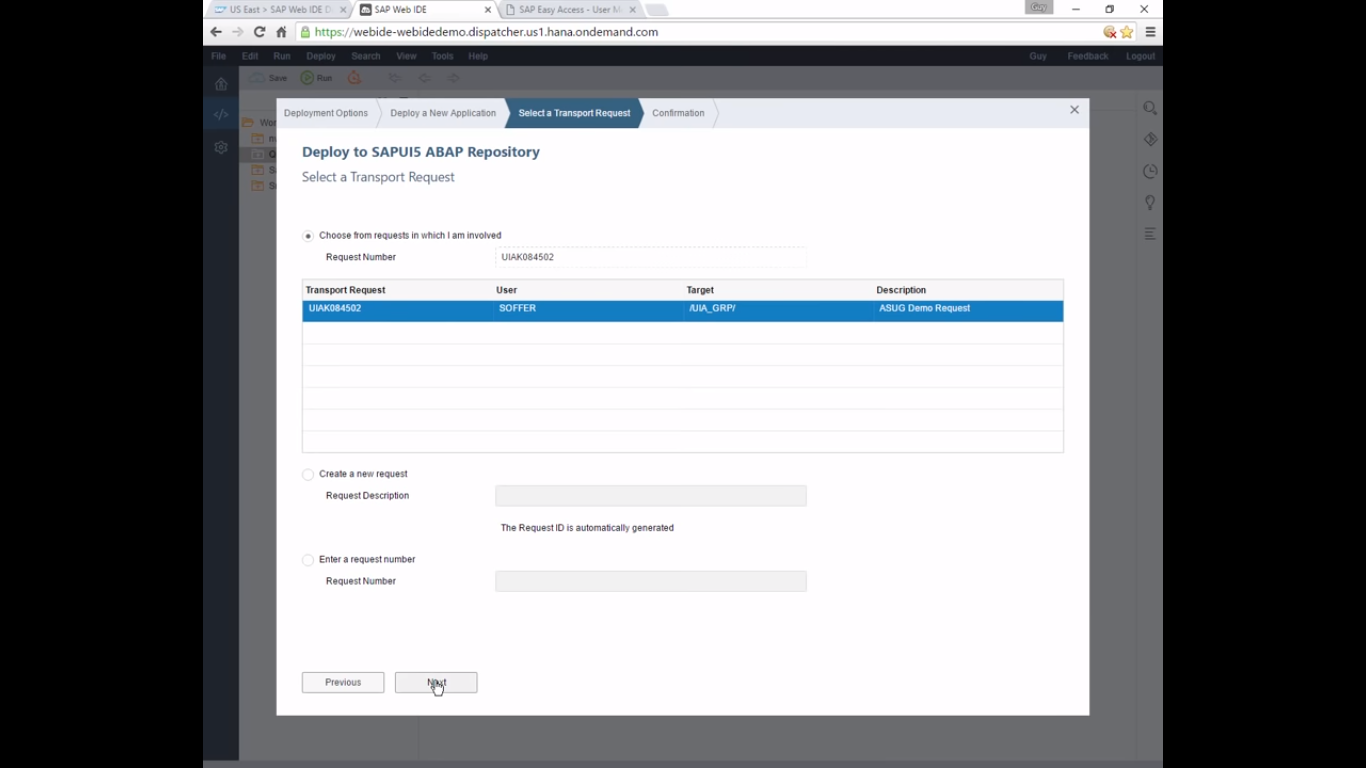 US East > SAP Web IDE D
SAP Web IDE
SAP Easy Access - User M
Guy
https://webide-webidedemo.dispatcher.us1.hana.ondemand.com
File Edit Run Deploy Search View Tools Help Guy Feedback Logout
Save Run
Deployment Options Deploy a New Application Select a Transport Request Confirmation
Deploy to SAPUI5 ABAP Repository
Select a Transport Request
Choose from requests in which I am involved
Request Number UIAK084502
Transport Request User Target Description
UIAK084502 SOFFER /UIA_GRP/ ASUG Demo Request
Create a new request
Request Description
The Request ID is automatically generated
Enter a request number
Request Number
Previous Next